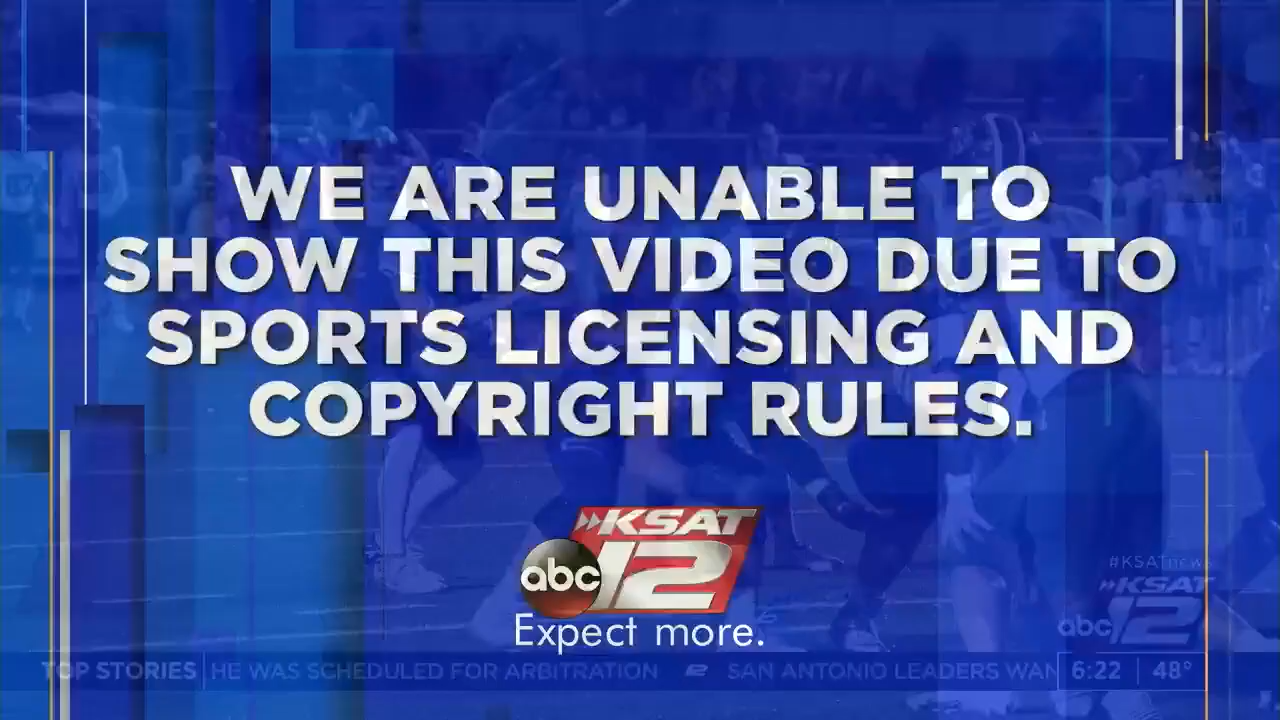 WE ARE UNABLE TO
SHOW THIS VIDEO DUE TO
SPORTS LICENSING AND
COPYRIGHT RULES.
KSAT
abc 12
Expect more.
#KSATnews
KSAT
abc 12
TOP STORIES HE WAS SCHEDULED FOR ARBITRATION SAN ANTONIO LEADERS WAN 6:22 48°